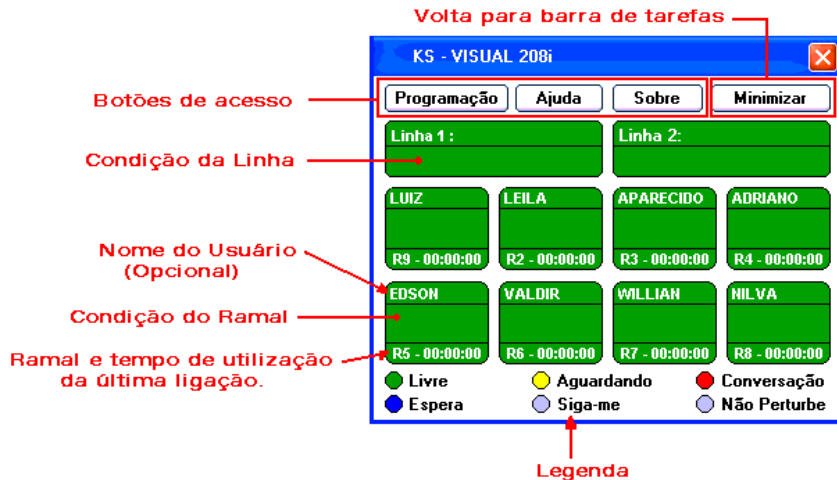 Volta para barra de tarefas
KS - VISUAL 208i
Botões de acesso
Programação Ajuda Sobre Minimizar
Linha 1 : Linha 2:
Condição da Linha
LUIZ LEILA APARECIDO ADRIANO
R9 - 00:00:00 R2 - 00:00:00 R3 - 00:00:00 R4 - 00:00:00
Nome do Usuário
(Opcional)
EDSON VALDIR WILLIAN NILVA
Condição do Ramal
R5 - 00:00:00 R6 - 00:00:00 R7 - 00:00:00 R8 - 00:00:00
Ramal e tempo de utilização
da última ligação.
Livre Aguardando Conversação
Espera Siga-me Não Perturbe
Legenda